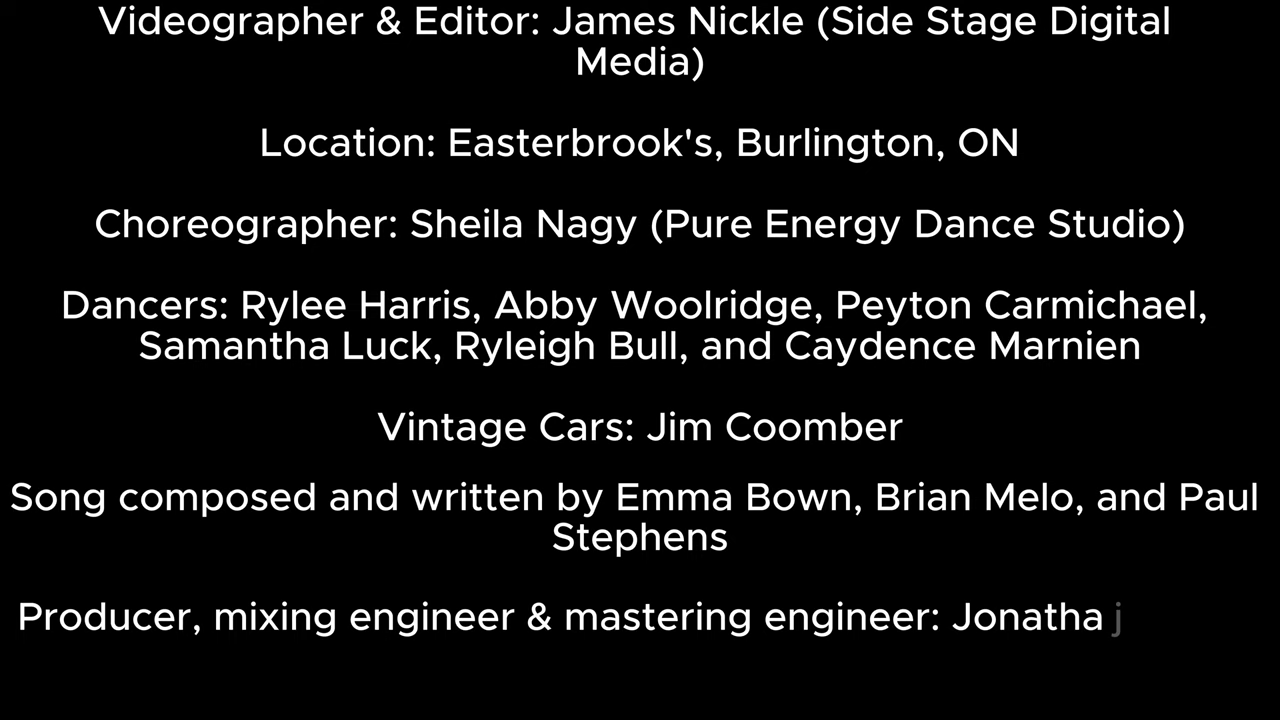 Videographer & Editor: James Nickle (Side Stage Digital
Media)
Location: Easterbrook's, Burlington, ON
Choreographer: Sheila Nagy (Pure Energy Dance Studio)
Dancers: Rylee Harris, Abby Woolridge, Peyton Carmichael,
Samantha Luck, Ryleigh Bull, and Caydence Marnien
Vintage Cars: Jim Coomber
Song composed and written by Emma Bown, Brian Melo, and Paul
Stephens
Producer, mixing engineer & mastering engineer: Jonatha j